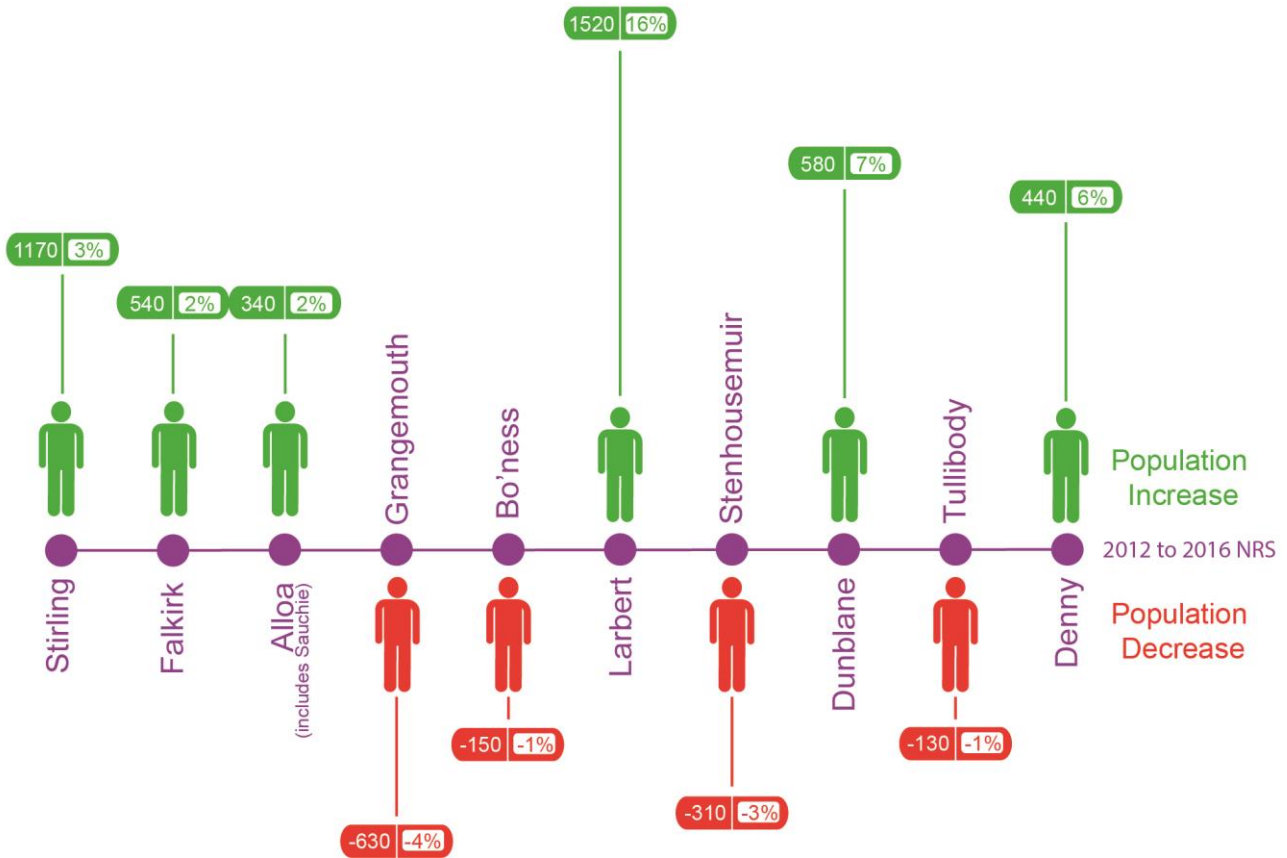 1520 16%
580 7%
440 6%
1170 3%
540 2%
340 2%
Grangemouth
Bo'ness
Stenhousemuir
Tullibody
Population
Increase
2012 to 2016 NRS
Stirling
Falkirk
Alloa
(includes Sauchie)
Larbert
Dunblane
Denny
Population
Decrease
-150 -1%
-130 -1%
-310 -3%
-630 -4%